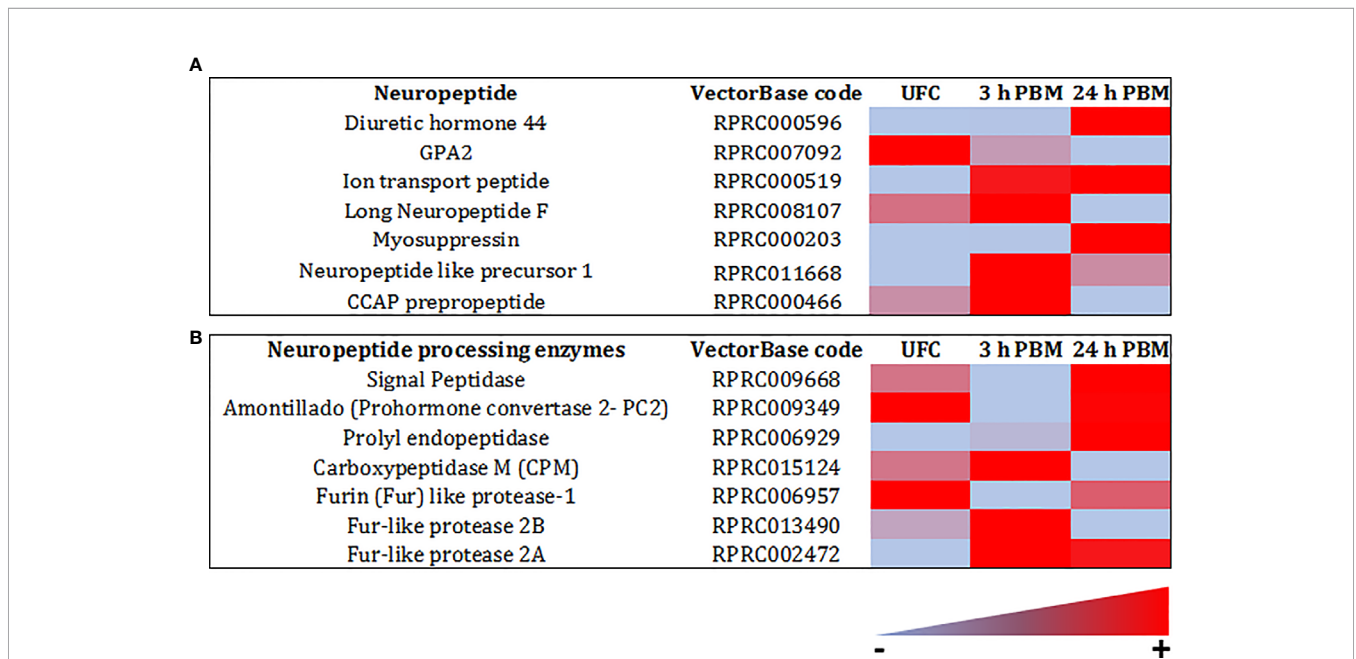 A
Neuropeptide VectorBase code UFC 3 h PBM 24 h PBM
Diuretic hormone 44 RPRC000596
GPA2 RPRC007092
Ion transport peptide RPRC000519
Long Neuropeptide F RPRC008107
Myosuppressin RPRC000203
Neuropeptide like precursor 1 RPRC011668
CCAP prepropeptide RPRC000466
B
Neuropeptide processing enzymes VectorBase code UFC 3 h PBM 24 h PBM
Signal Peptidase RPRC009668
Amontillado (Prohormone convertase 2- PC2) RPRC009349
Prolyl endopeptidase RPRC006929
Carboxypeptidase M (CPM) RPRC015124
Furin (Fur) like protease-1 RPRC006957
Fur-like protease 2B RPRC013490
Fur-like protease 2A RPRC002472
- +